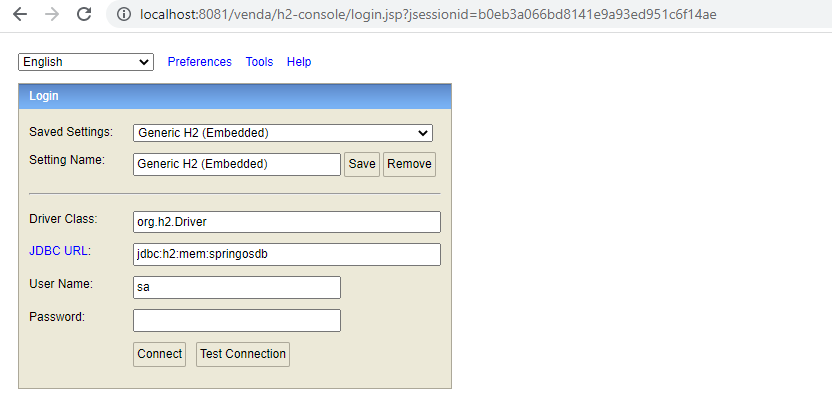 localhost:8081/venda/h2-console/login.jsp?jsessionid=b0eb3a066bd8141e9a93ed951c6f14ae
English Preferences Tools Help
Login
Saved Settings: Generic H2 (Embedded)
Setting Name: Generic H2 (Embedded) Save Remove
Driver Class: org.h2.Driver
JDBC URL: jdbc:h2:mem:springosdb
User Name: sa
Password:
Connect Test Connection